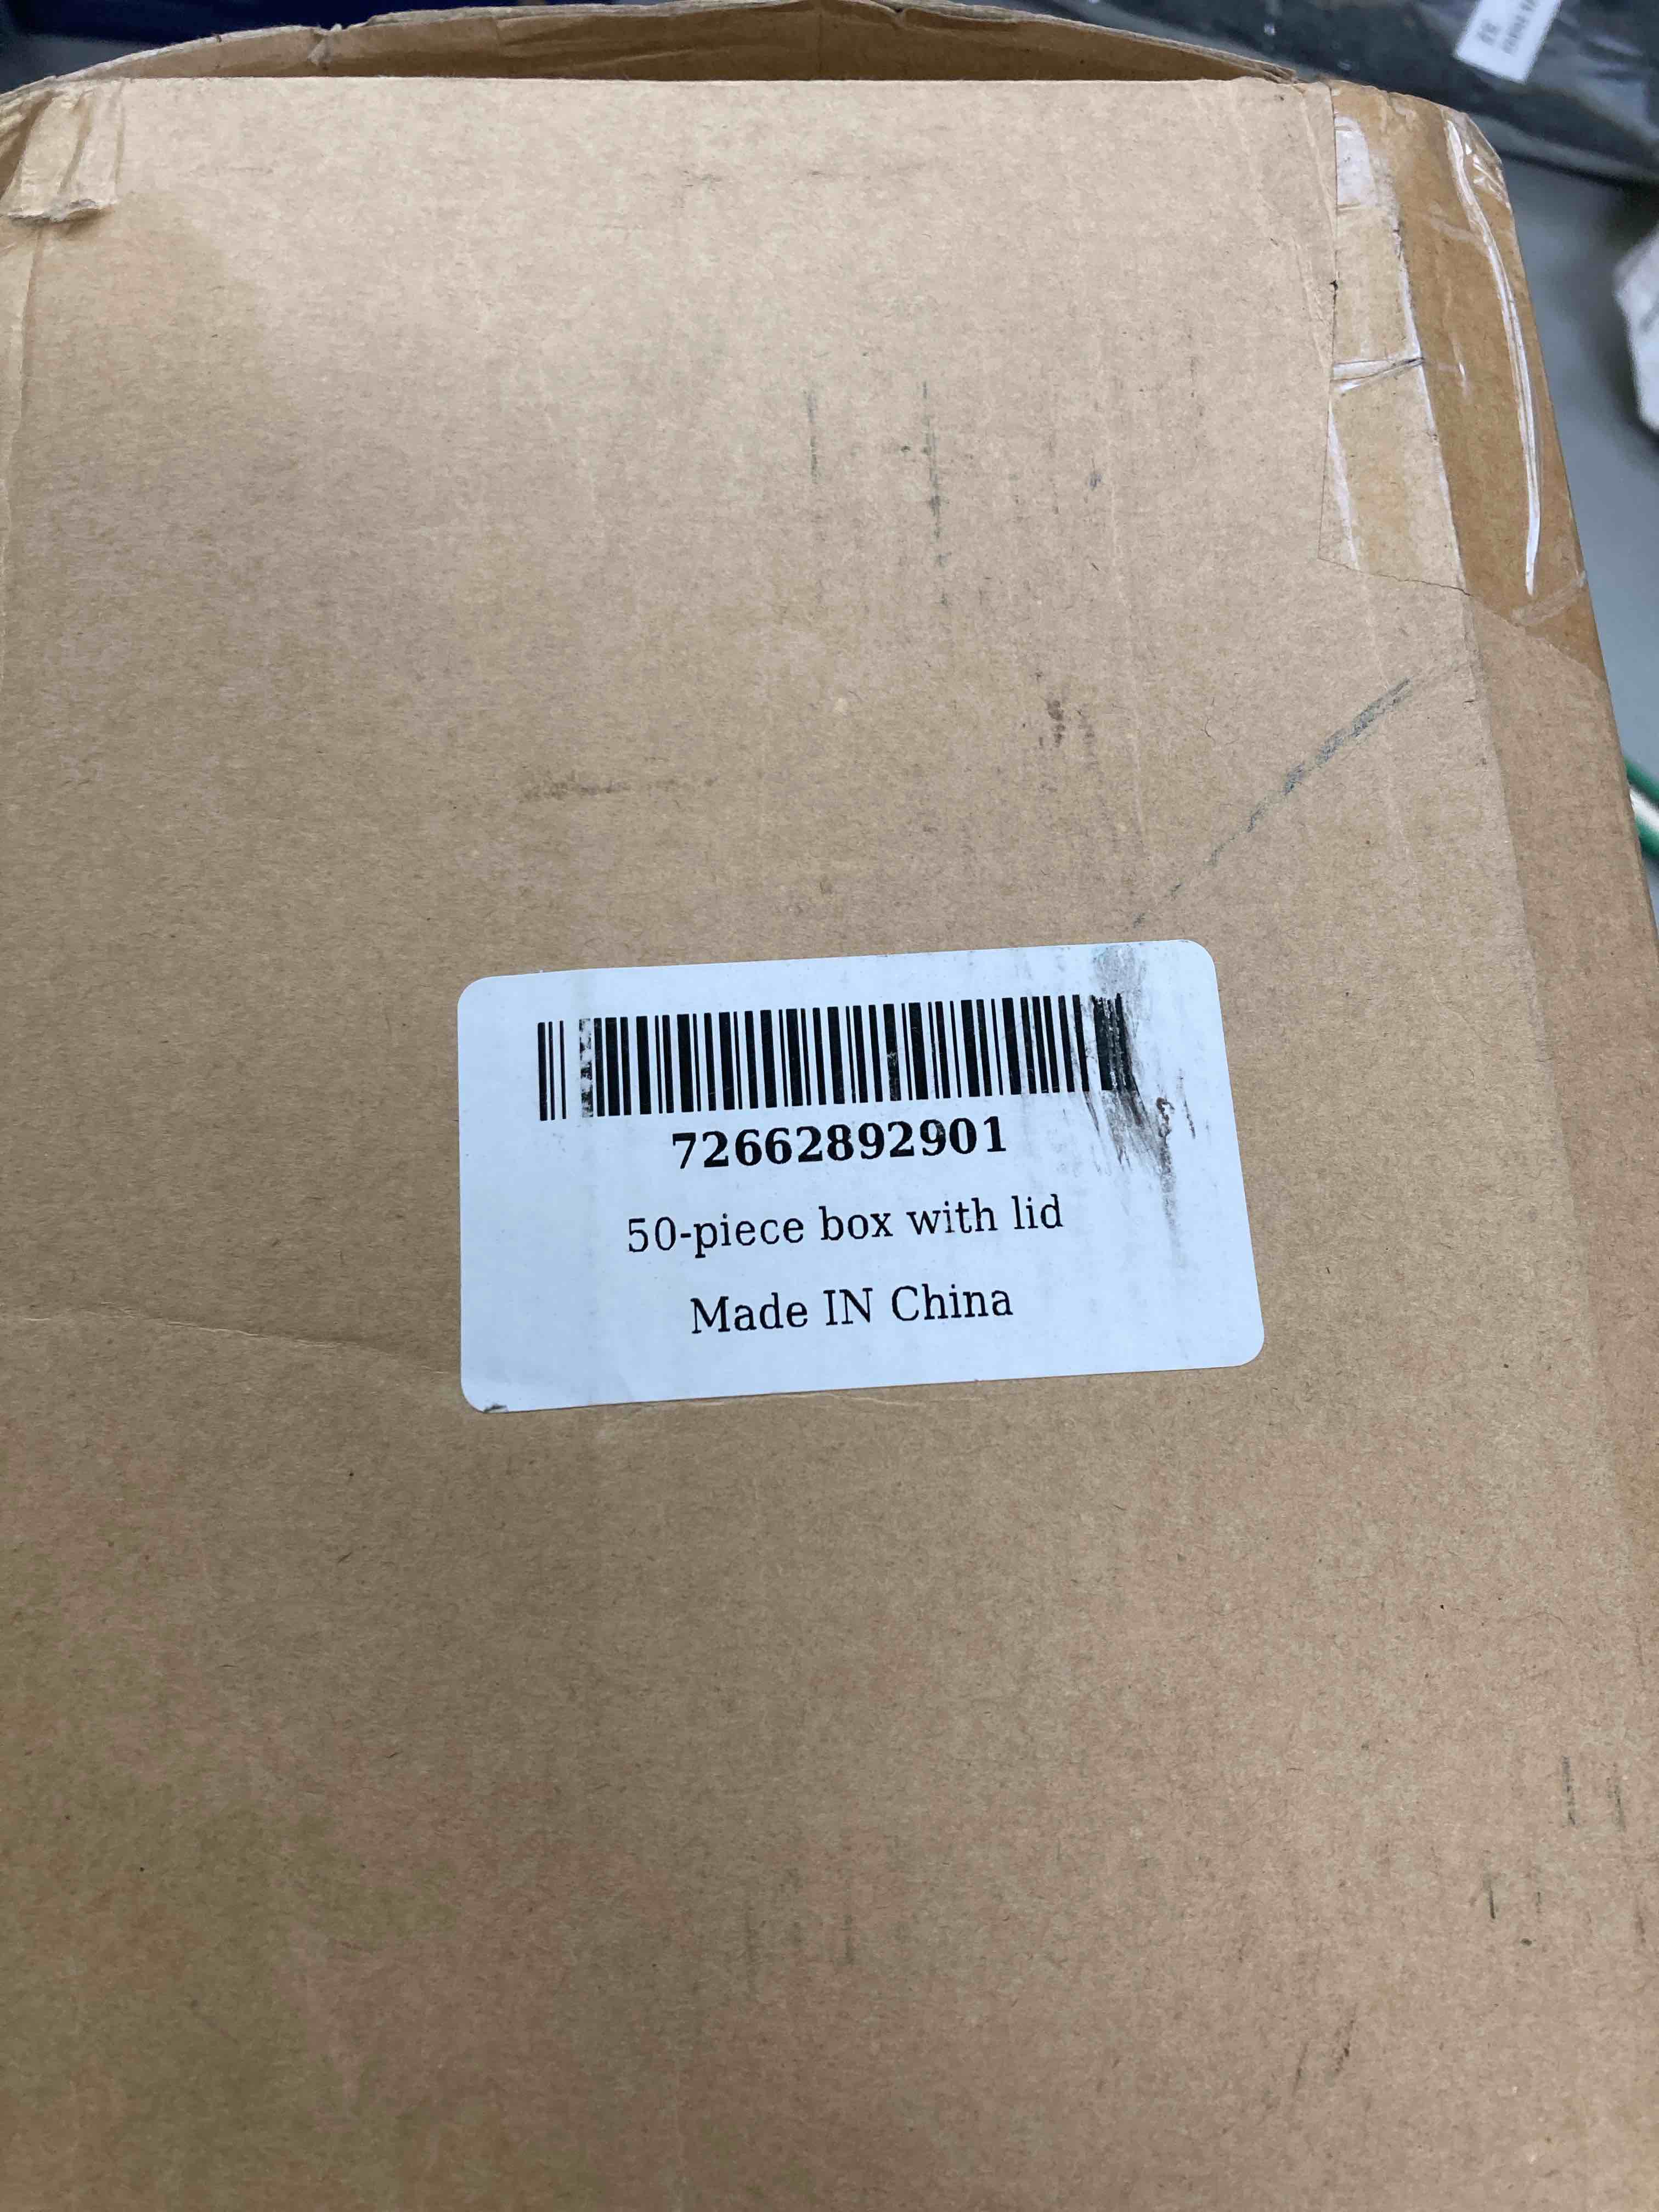 72662892901
50-piece box with lid
Made IN China